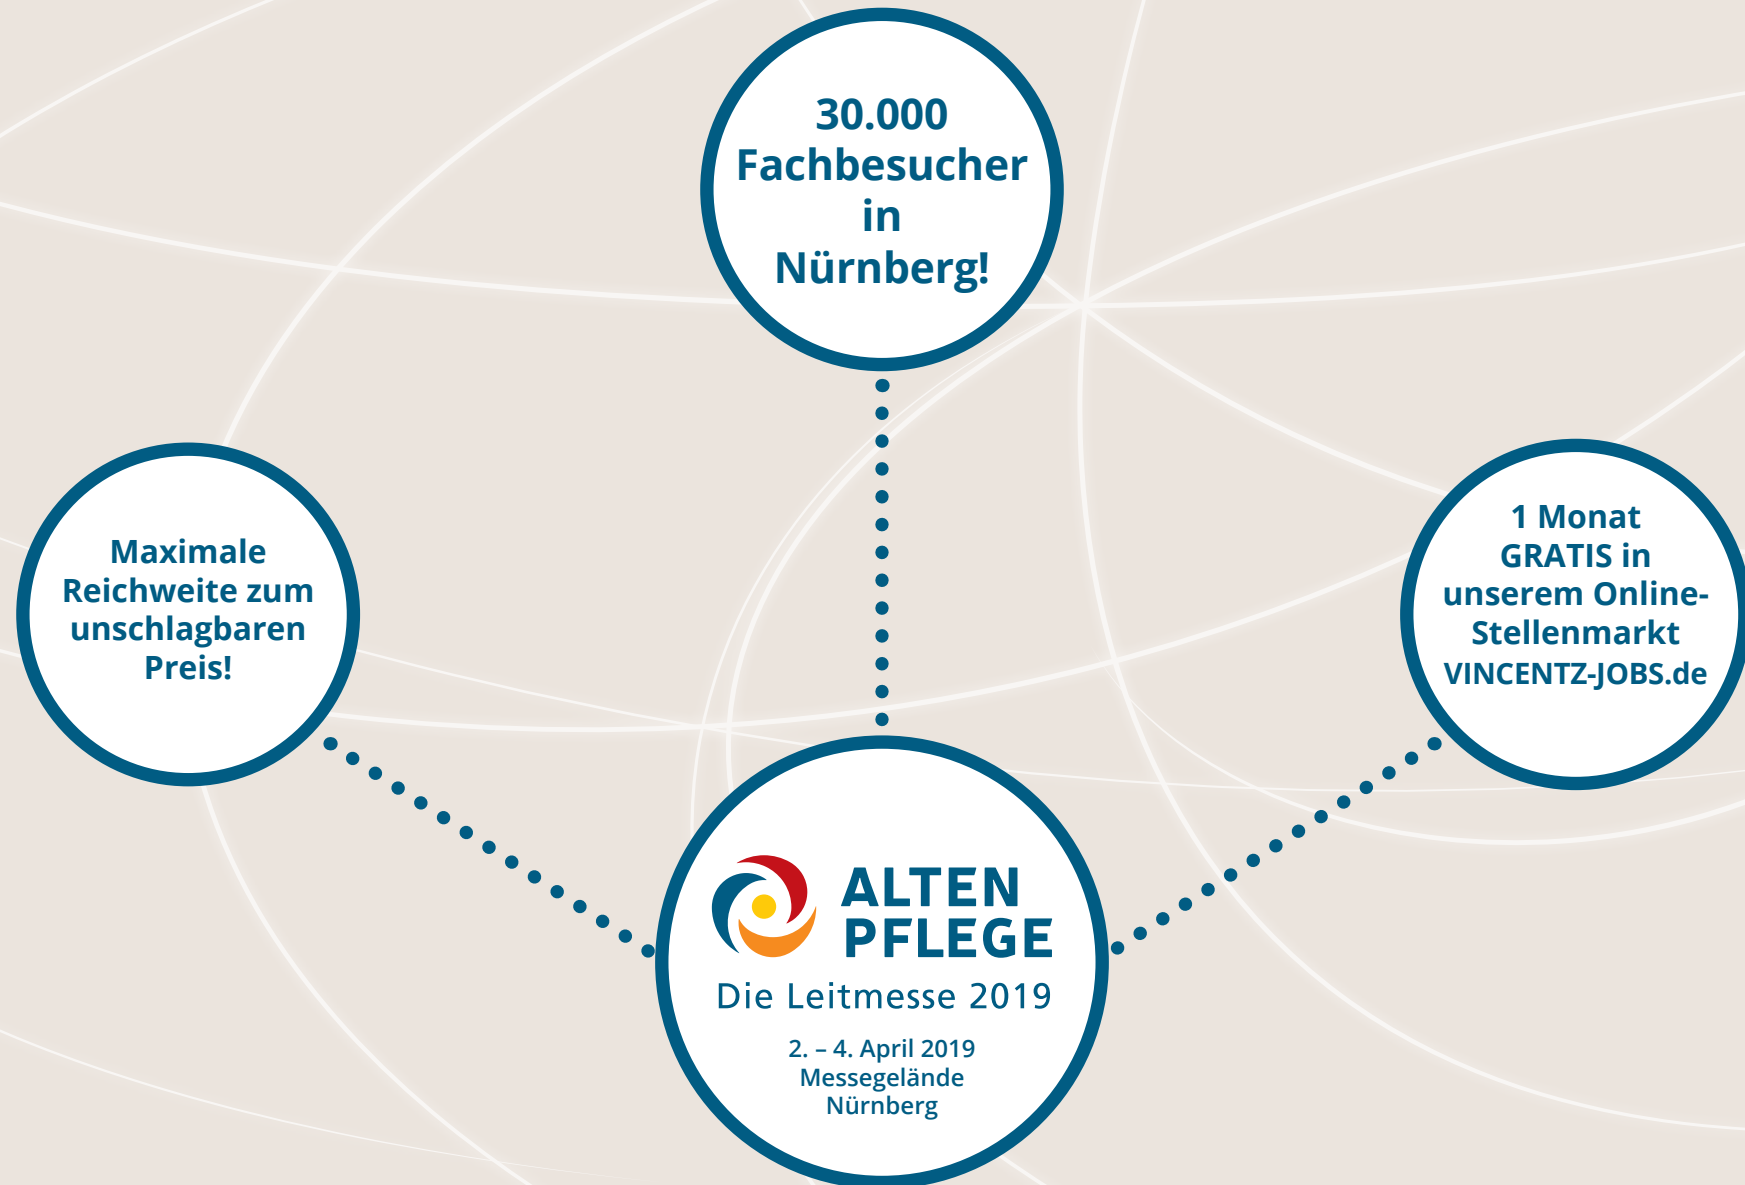 30.000
Fachbesucher
in
Nürnberg!
Maximale
Reichweite zum
unschlagbaren
Preis!
1 Monat
GRATIS in
unserem Online-
Stellenmarkt
VINCENTZ-JOBS.de
ALTEN
PFLEGE
Die Leitmesse 2019
2. – 4. April 2019
Messegelände
Nürnberg